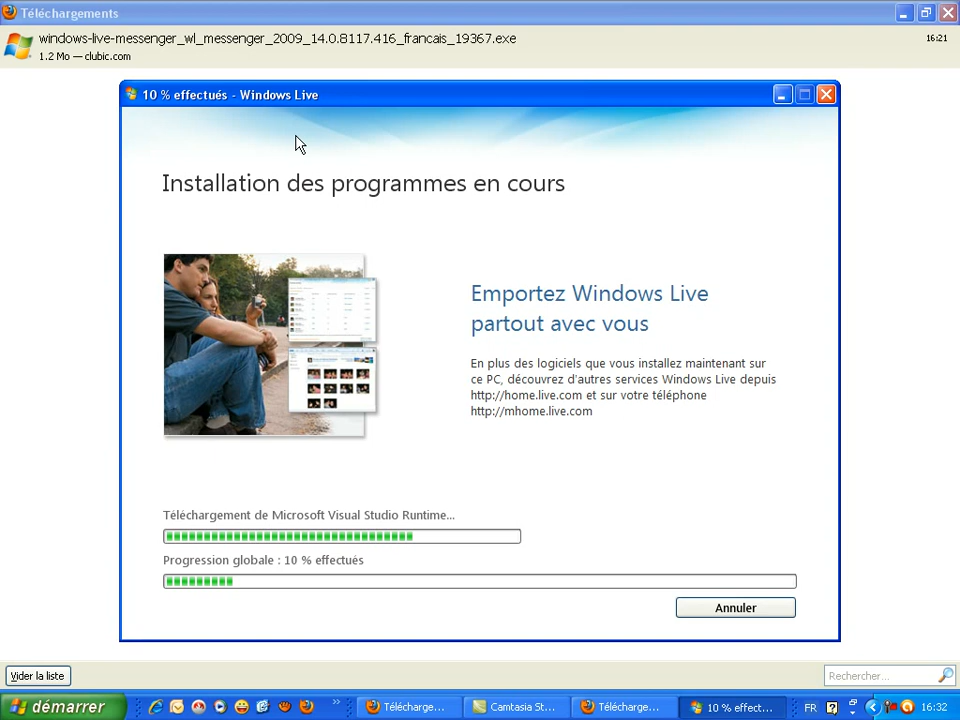 Téléchargements
windows-live-messenger_wl_messenger_2009_14.0.8117.416_francais_19367.exe
16:21
1.2 Mo — clubic.com
10 % effectués - Windows Live
Installation des programmes en cours
Emportez Windows Live
partout avec vous
En plus des logiciels que vous installez maintenant sur
ce PC, découvrez d'autres services Windows Live depuis
http://home.live.com et sur votre téléphone
http://mhome.live.com
Téléchargement de Microsoft Visual Studio Runtime...
Progression globale : 10 % effectués
Annuler
Vider la liste
Rechercher...
démarrer
Télécharge...
Camtasia St...
Télécharge...
10 % effect...
FR
16:32